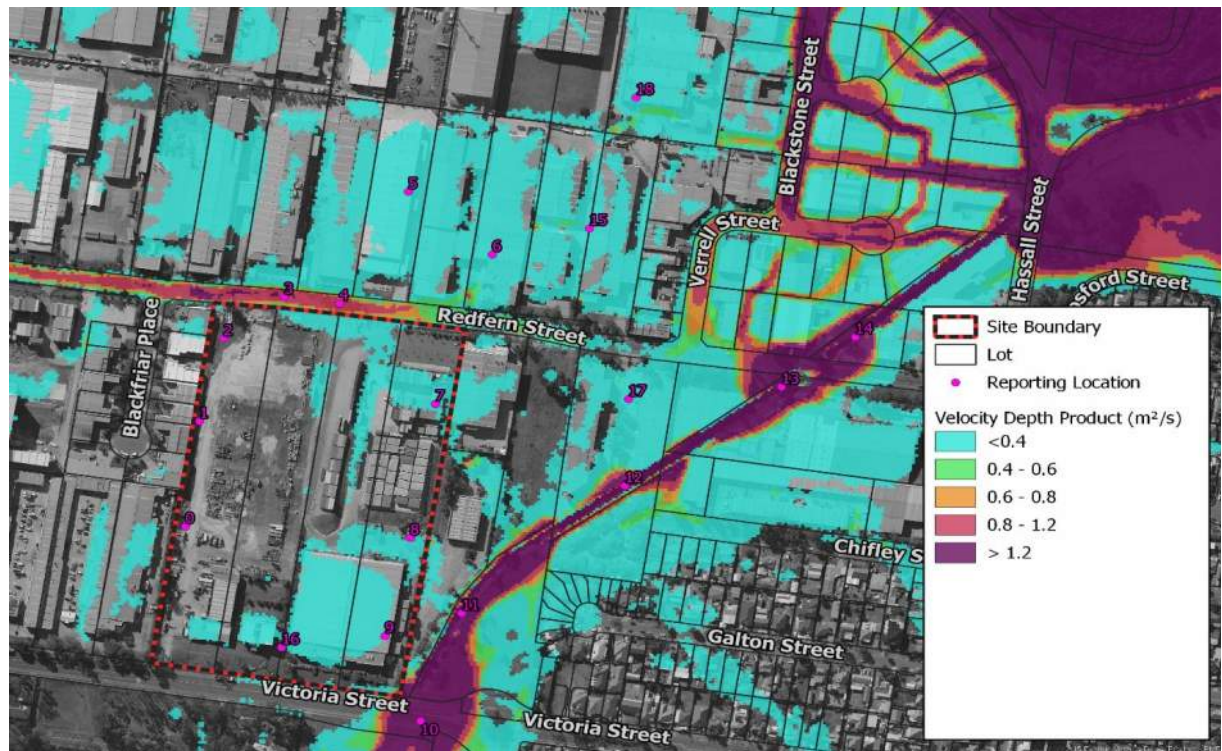 18
Blackstone Street
5
15
6
Verrell Street
Hassall Street
3
4
Redfern Street
2
Blackfriar Place
14
13
17
7
1
12
0
8
Chifley S
11
Galton Street
9
16
Victoria Street
10
Victoria Street
sford Street
Site Boundary
Lot
Reporting Location
Velocity Depth Product (m²/s)
<0.4
0.4 - 0.6
0.6 - 0.8
0.8 - 1.2
> 1.2